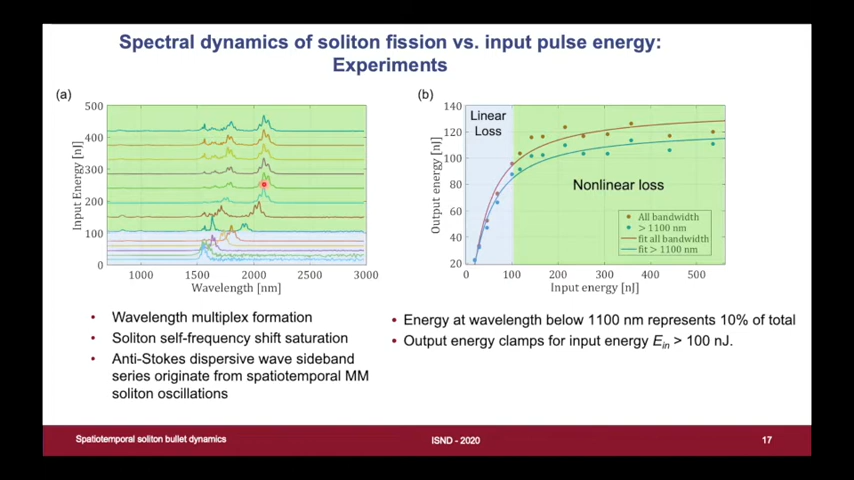 Spectral dynamics of soliton fission vs. input pulse energy:
Experiments
(a)
500
400
300
200
100
0
Input Energy [nJ]
1000
1500
2000
2500
3000
Wavelength [nm]
(b)
140
120
100
80
60
40
20
Output energy[nJ]
Linear
Loss
Nonlinear loss
All bandwidth
> 1100 nm
fit all bandwidth
fit > 1100 nm
0
100
200
300
400
500
Input energy [nJ]
• Wavelength multiplex formation
• Soliton self-frequency shift saturation
• Anti-Stokes dispersive wave sideband
series originate from spatiotemporal MM
soliton oscillations
• Energy at wavelength below 1100 nm represents 10% of total
• Output energy clamps for input energy E_in > 100 nJ.
Spatiotemporal soliton bullet dynamics
ISND - 2020
17